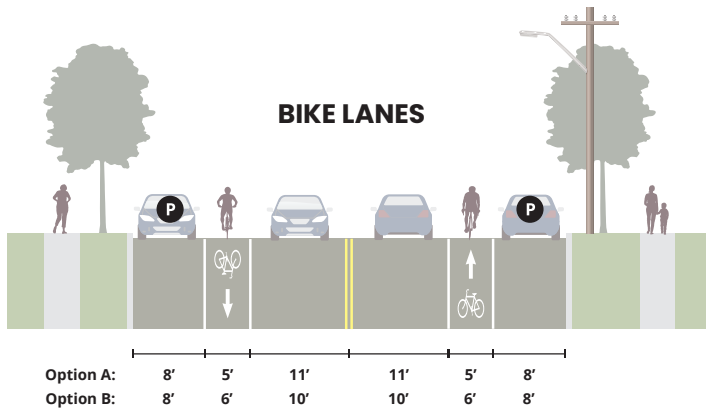 BIKE LANES
P P
Option A: 8’ 5’ 11’ 11’ 5’ 8’
Option B: 8’ 6’ 10’ 10’ 6’ 8’